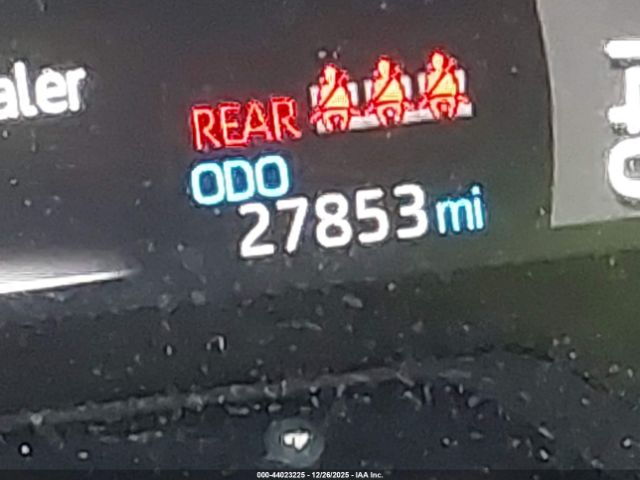 aler
REAR
ODO
27853 mi
000-44023225 - 12/26/2025 - IAA Inc.